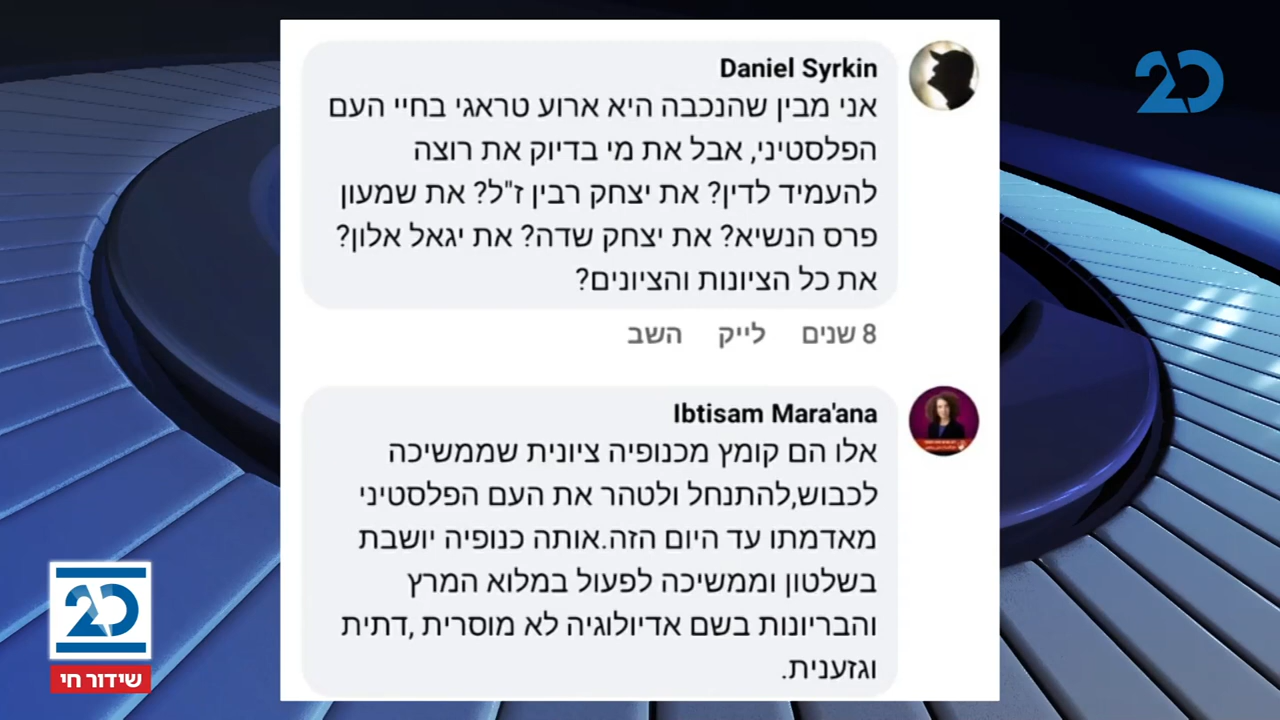 20
Daniel Syrkin
אני מבין שהנכבה היא ארוע טראגי בחיי העם
הפלסטיני, אבל את מי בדיוק את רוצה
להעמיד לדין? את יצחק רבין ז"ל? את שמעון
פרס הנשיא? את יצחק שדה? את יגאל אלון?
את כל הציונות והציונים?
8 שנים לייק השב
Ibtisam Mara'ana
אלו הם קומץ מכנופיה ציונית שממשיכה
לכבוש,להתנחל ולטהר את העם הפלסטיני
מאדמתו עד היום הזה.אותה כנופיה יושבת
בשלטון וממשיכה לפעול במלוא המרץ
והבריונות בשם אדיולוגיה לא מוסרית ,דתית
וגזענית.
20
שידור חי